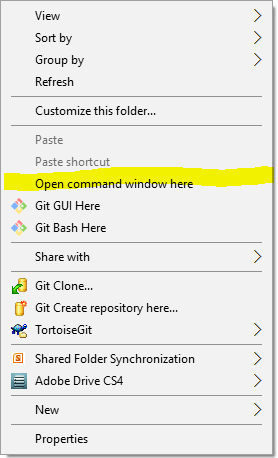 View
Sort by
Group by
Refresh
Customize this folder...
Paste
Paste shortcut
Open command window here
Git GUI Here
Git Bash Here
Share with
Git Clone...
Git Create repository here...
TortoiseGit
Shared Folder Synchronization
Adobe Drive CS4
New
Properties